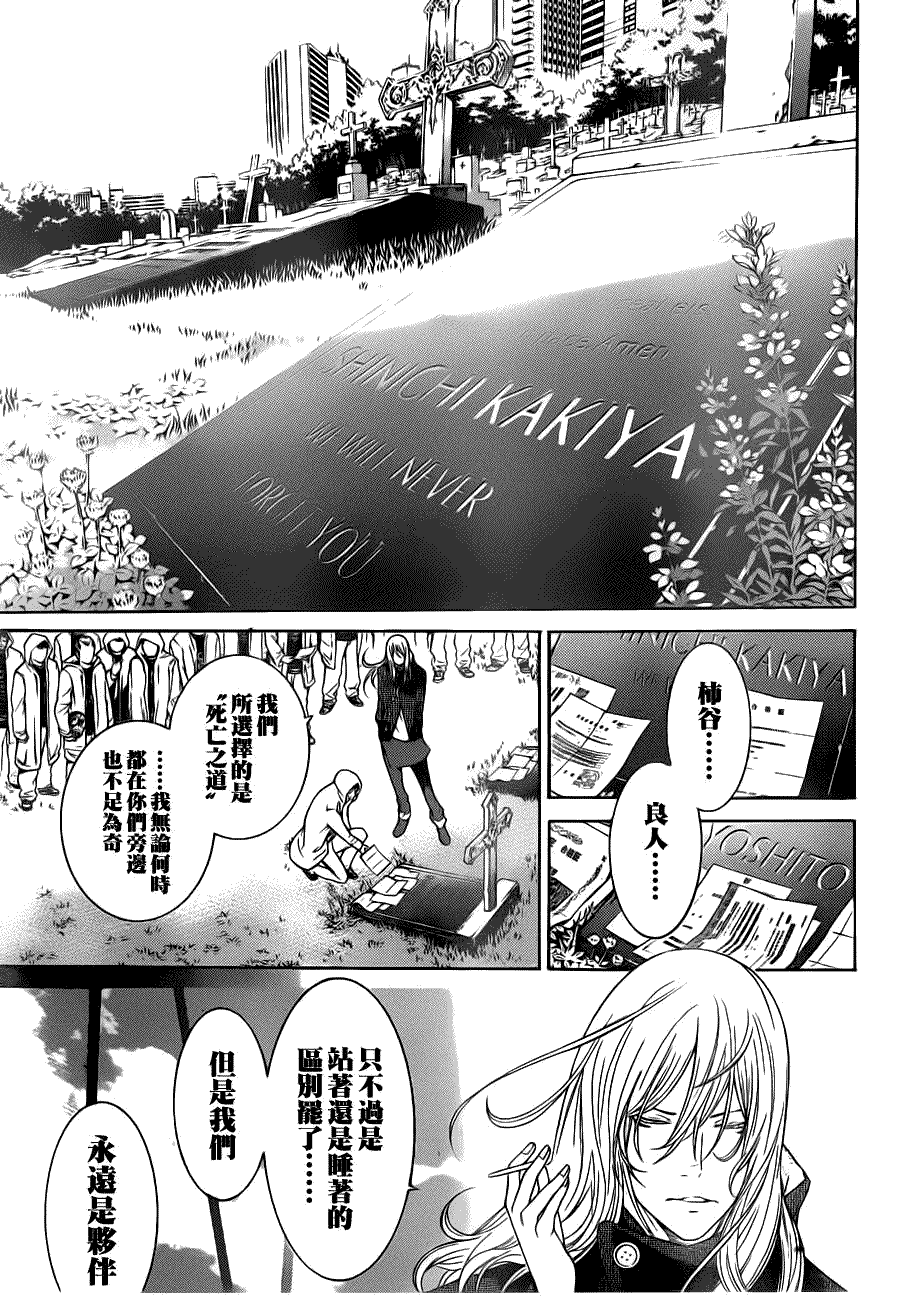 SHINICHI KAKIYA
WE WILL NEVER
YOU
柿谷……
良人……
KAKIYA
YOSHITO
我們
所選擇的是
〝死亡之道〞
……我無論何時
都在你們旁邊
也不足為奇
只不過是
站著還是睡著的
區別罷了……
但是我們
永遠是夥伴